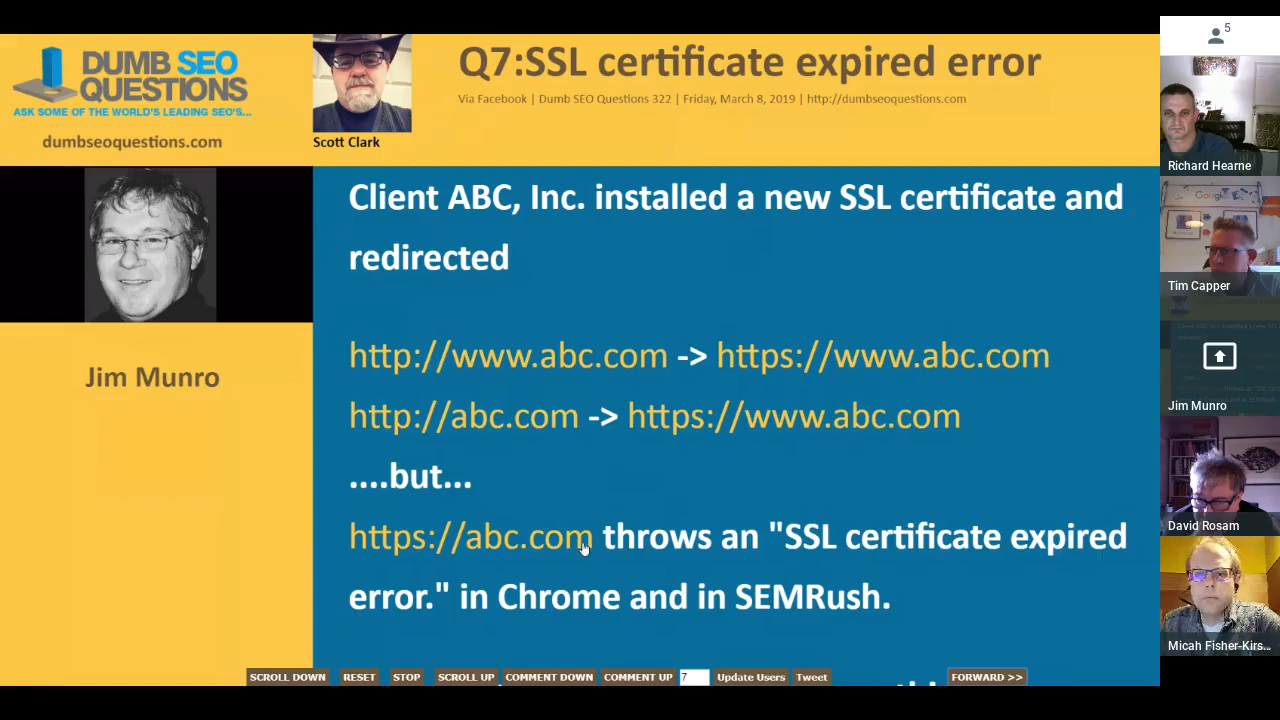 DUMB SEO
QUESTIONS
ASK SOME OF THE WORLD'S LEADING SEO'S...
dumbseoquestions.com
Scott Clark
Q7:SSL certificate expired error
Via Facebook | Dumb SEO Questions 322 | Friday, March 8, 2019 | http://dumbseoquestions.com
Jim Munro
Client ABC, Inc. installed a new SSL certificate and
redirected
http://www.abc.com -> https://www.abc.com
http://abc.com -> https://www.abc.com
....but...
https://abc.com throws an "SSL certificate expired
error." in Chrome and in SEMRush.
SCROLL DOWN RESET STOP SCROLL UP COMMENT DOWN COMMENT UP 7 Update Users Tweet FORWARD >>
5
Richard Hearne
Google
Tim Capper
Jim Munro
David Rosam
Micah Fisher-Kirs...